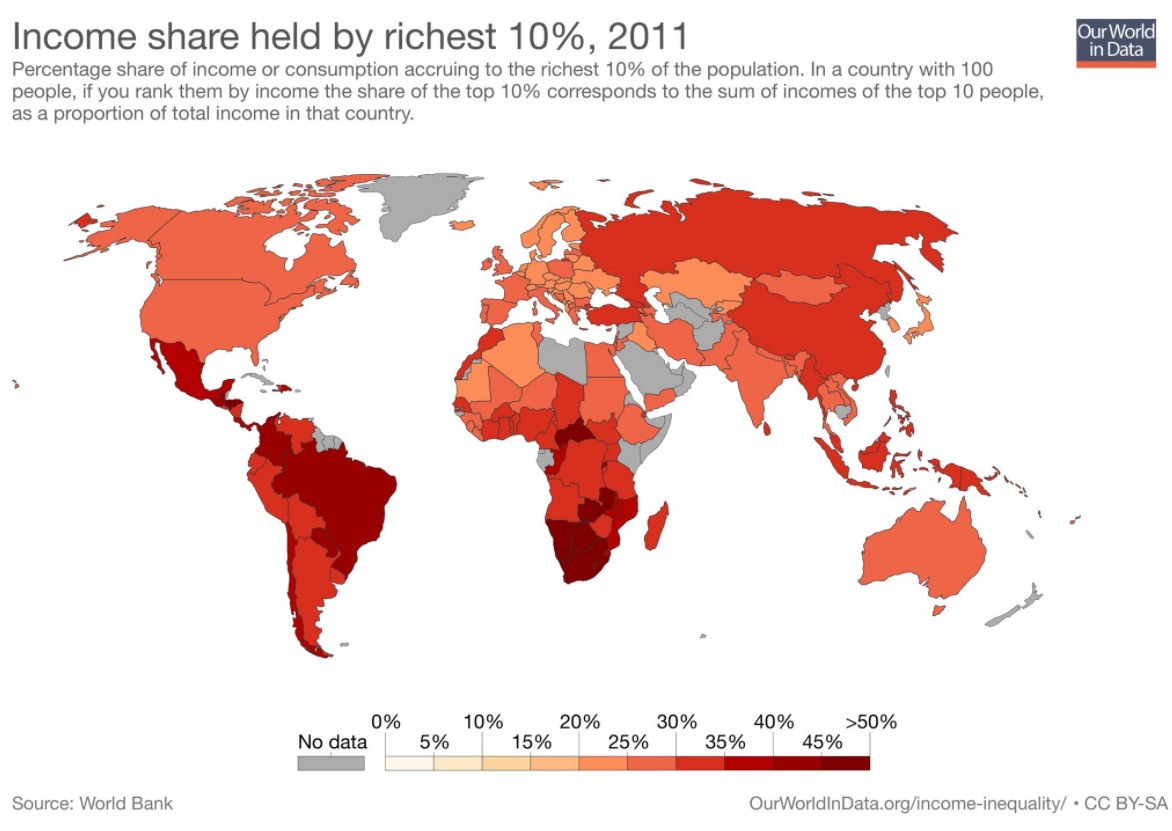 Income share held by richest 10%, 2011
Our World
in Data
Percentage share of income or consumption accruing to the richest 10% of the population. In a country with 100
people, if you rank them by income the share of the top 10% corresponds to the sum of incomes of the top 10 people,
as a proportion of total income in that country.
0% 10% 20% 30% 40% >50%
No data 5% 15% 25% 35% 45%
Source: World Bank
OurWorldInData.org/income-inequality/ • CC BY-SA